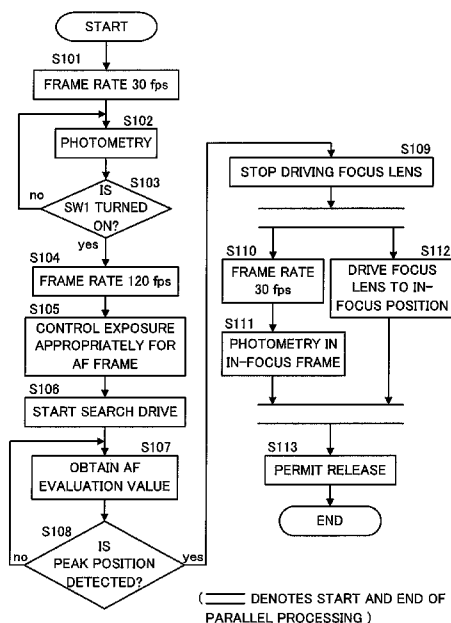 START
S101
FRAME RATE 30 fps
S102
PHOTOMETRY
S103
IS
SW1 TURNED
ON?
no
yes
S104
FRAME RATE 120 fps
S105
CONTROL EXPOSURE
APPROPRIATELY FOR
AF FRAME
S106
START SEARCH DRIVE
S107
OBTAIN AF
EVALUATION VALUE
S108
IS
PEAK POSITION
DETECTED?
no
yes
S109
STOP DRIVING FOCUS LENS
S110
FRAME RATE
30 fps
S111
PHOTOMETRY IN
IN-FOCUS FRAME
S112
DRIVE FOCUS
LENS TO IN-
FOCUS POSITION
S113
PERMIT RELEASE
END
( DENOTES START AND END OF
PARALLEL PROCESSING )